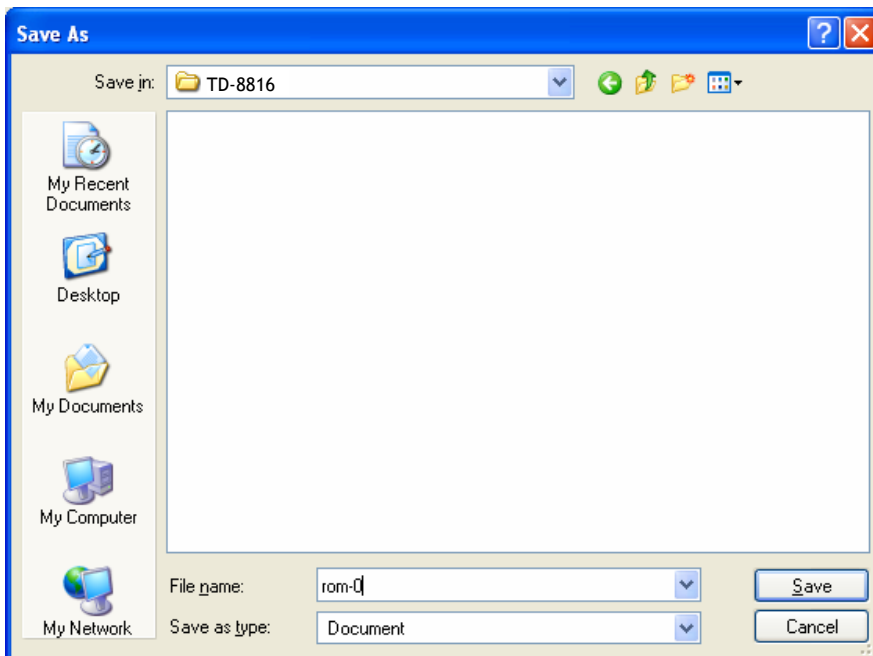 Save As
Save in:
TD-8816
My Recent
Documents
Desktop
My Documents
My Computer
My Network
File name:
rom-0
Save
Save as type:
Document
Cancel